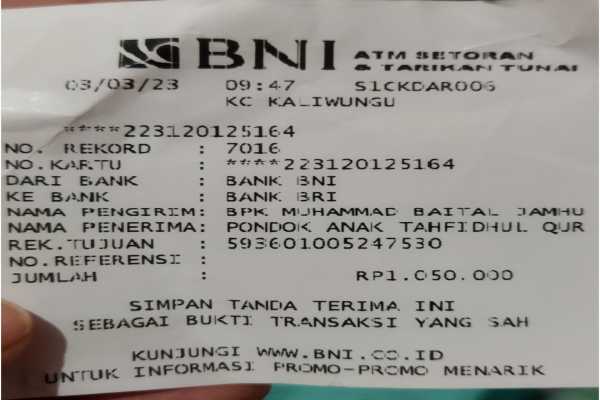 BNI ATM SETORAN
& TARIKAN TUNAI
03/03/23 09:47 S1CKDAR006
KC KALIWUNGU
****223120125164
NO. REKORD : 7016
NO.KARTU : ****223120125164
DARI BANK : BANK BNI
KE BANK : BANK BRI
NAMA PENGIRIM: BPK MUHAMMAD BAITAL JAMHU
NAMA PENERIMA: PONDOK ANAK TAHFIDHUL QUR
REK.TUJUAN : 593601005247530
NO.REFERENSI :
JUMLAH : RP1.050.000
SIMPAN TANDA TERIMA INI
SEBAGAI BUKTI TRANSAKSI YANG SAH
KUNJUNGI WWW.BNI.CO.ID
UNTUK INFORMASI PROMO-PROMO MENARIK